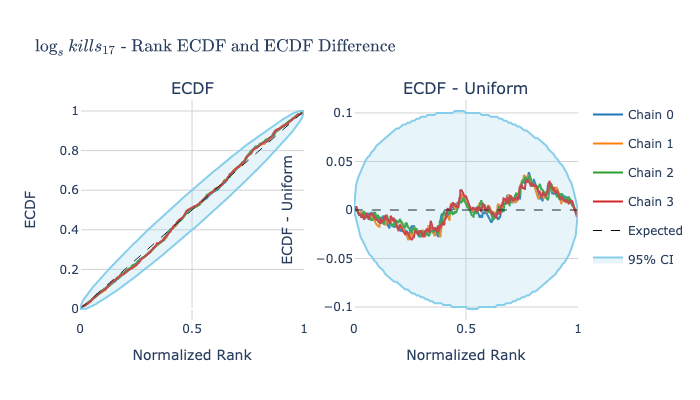 log_s kills_17 - Rank ECDF and ECDF Difference
ECDF
ECDF - Uniform
ECDF
1
0.8
0.6
0.4
0.2
0
0
0.5
1
Normalized Rank
ECDF - Uniform
0.1
0.05
0
−0.05
−0.1
0
0.5
1
Normalized Rank
Chain 0
Chain 1
Chain 2
Chain 3
Expected
95% CI